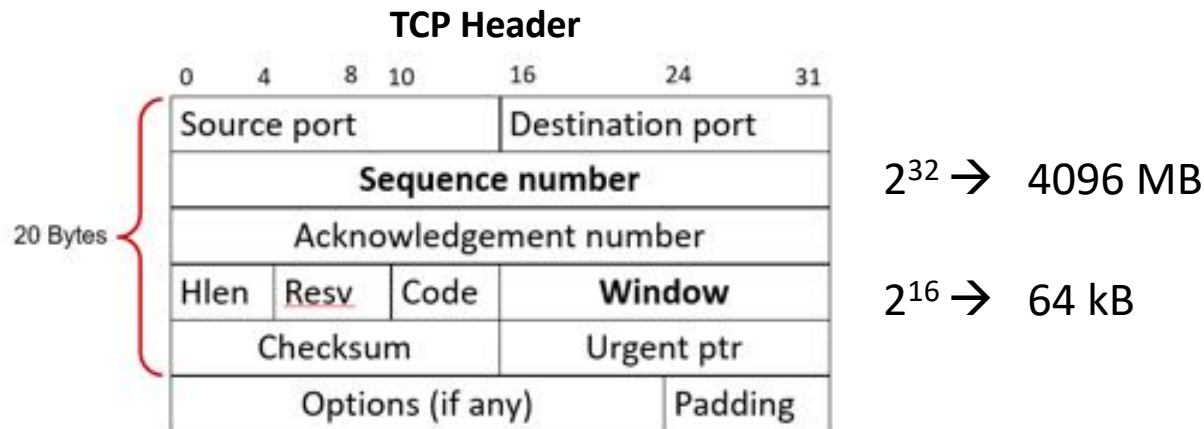 TCP Header
0 4 8 10 16 24 31
Source port Destination port
Sequence number 2³² → 4096 MB
20 Bytes Acknowledgement number
Hlen Resv Code Window 2¹⁶ → 64 kB
Checksum Urgent ptr
Options (if any) Padding